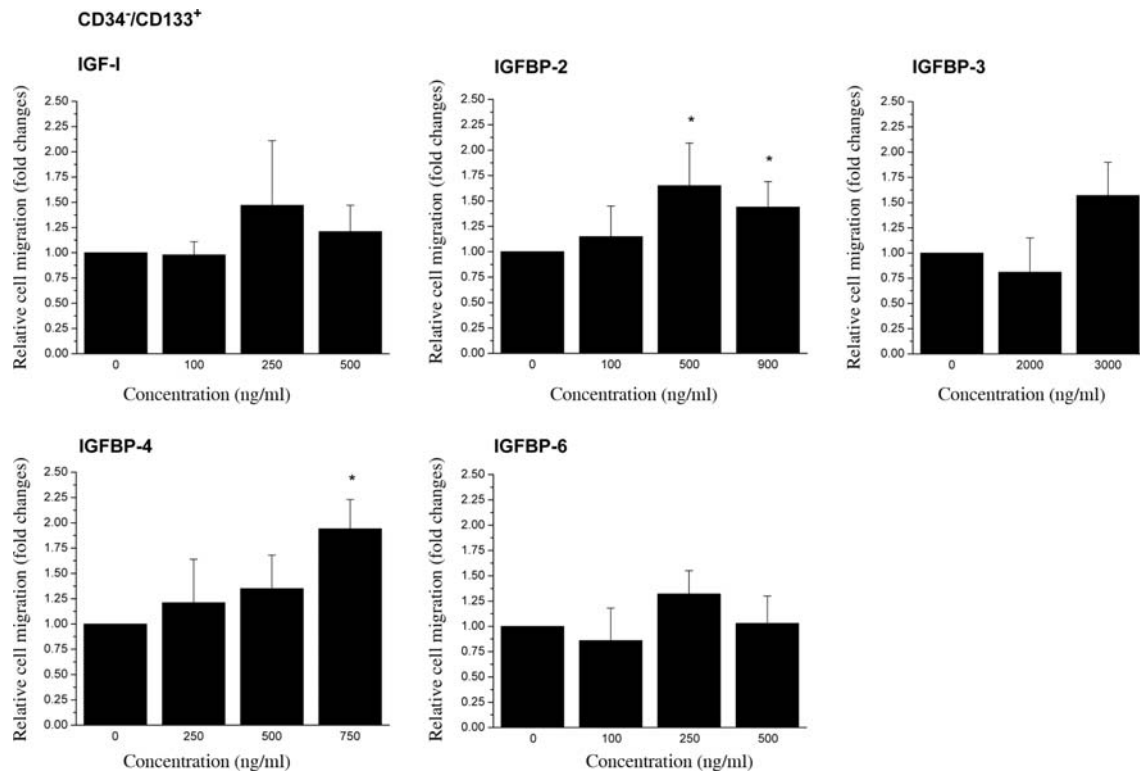 CD34⁻/CD133⁺
IGF-I
Relative cell migration (fold changes)
2.50
2.25
2.00
1.75
1.50
1.25
1.00
0.75
0.50
0.25
0.00
0 100 250 500
Concentration (ng/ml)
IGFBP-2
Relative cell migration (fold changes)
2.50
2.25
2.00
1.75
1.50
1.25
1.00
0.75
0.50
0.25
0.00
* *
0 100 500 900
Concentration (ng/ml)
IGFBP-3
Relative cell migration (fold changes)
2.50
2.25
2.00
1.75
1.50
1.25
1.00
0.75
0.50
0.25
0.00
0 2000 3000
Concentration (ng/ml)
IGFBP-4
Relative cell migration (fold changes)
2.50
2.25
2.00
1.75
1.50
1.25
1.00
0.75
0.50
0.25
0.00
*
0 250 500 750
Concentration (ng/ml)
IGFBP-6
Relative cell migration (fold changes)
2.50
2.25
2.00
1.75
1.50
1.25
1.00
0.75
0.50
0.25
0.00
0 100 250 500
Concentration (ng/ml)